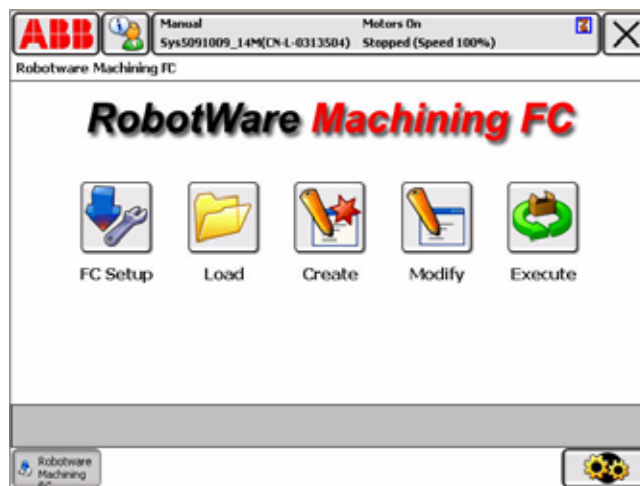 ABB
Manual
Motors On
Sys5091009_14M(CN-L-0313504)
Stopped (Speed 100%)
Robotware Machining FC
RobotWare Machining FC
FC Setup
Load
Create
Modify
Execute
Robotware
Machining
FC